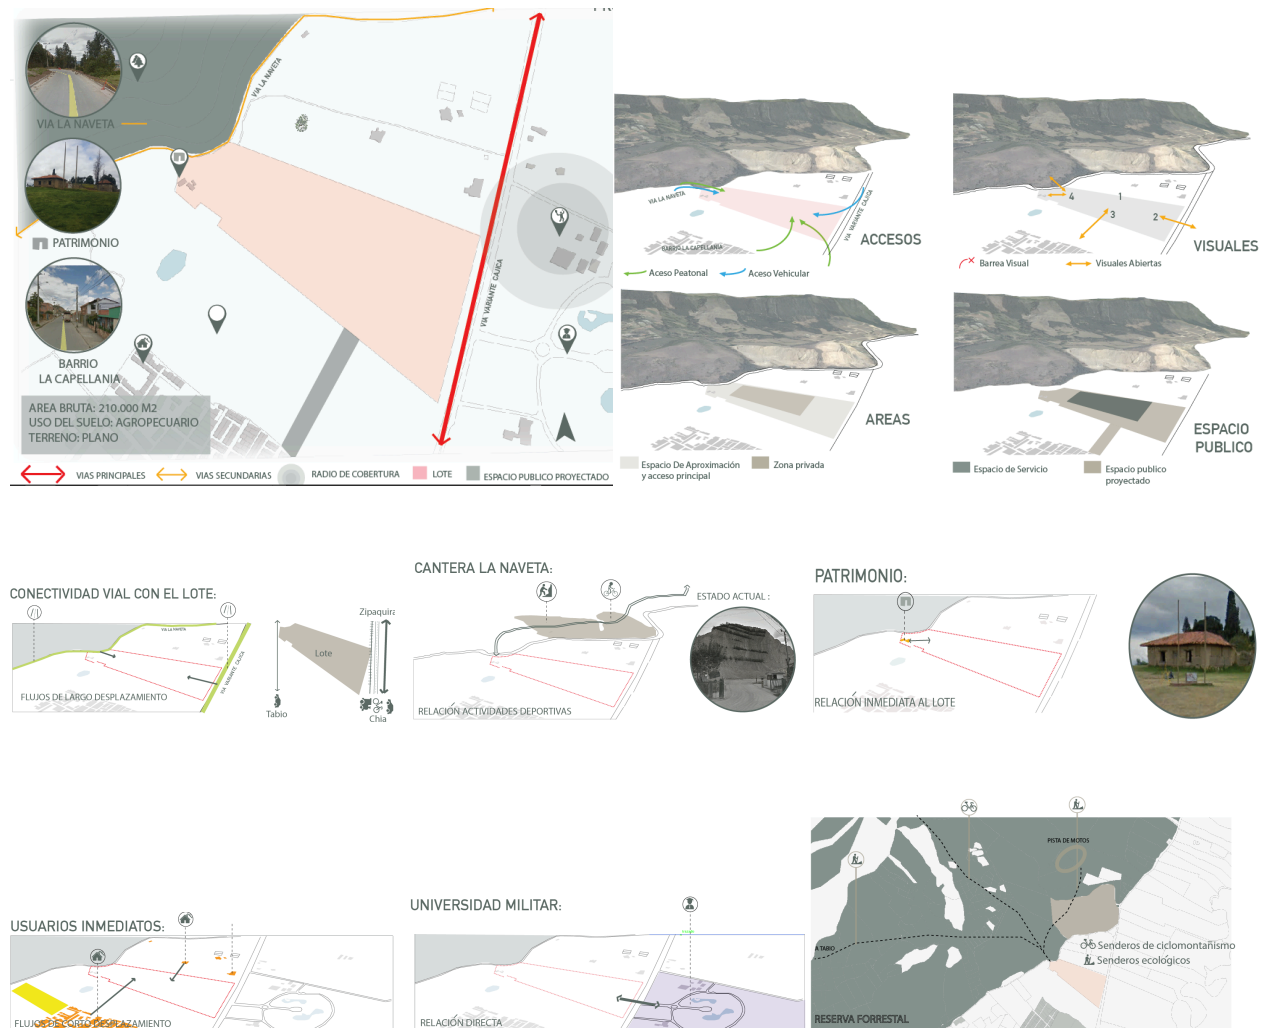 VIA LA NAVETA
VIA LA NAVETA
PATRIMONIO
BARRIO
LA CAPELLANIA
VIA VARIANTE CAJICA
AREA BRUTA: 210.000 M2
USO DEL SUELO: AGROPECUARIO
TERRENO: PLANO
VIAS PRINCIPALES
VIAS SECUNDARIAS
RADIO DE COBERTURA
LOTE
ESPACIO PUBLICO PROYECTADO
VIA LA NAVETA
BARRIO LA CAPELLANIA
VIA VARIANTE CAJICA
ACCESOS
Aceso Peatonal
Aceso Vehicular
1
2
3
4
VISUALES
Barrea Visual
Visuales Abiertas
AREAS
Espacio De Aproximación
y acceso principal
Zona privada
ESPACIO
PUBLICO
Espacio de Servicio
Espacio publico
proyectado
CONECTIVIDAD VIAL CON EL LOTE:
VIA LA NAVETA
VIA VARIANTE CAJICA
FLUJOS DE LARGO DESPLAZAMIENTO
Zipaquira
Lote
Tabio
Chia
CANTERA LA NAVETA:
ESTADO ACTUAL :
RELACIÓN ACTIVIDADES DEPORTIVAS
PATRIMONIO:
RELACIÓN INMEDIATA AL LOTE
USUARIOS INMEDIATOS:
FLUJOS DE CORTO DESPLAZAMIENTO
UNIVERSIDAD MILITAR:
RELACIÓN DIRECTA
PISTA DE MOTOS
A TABIO
Senderos de ciclomontañismo
Senderos ecológicos
RESERVA FORRESTAL